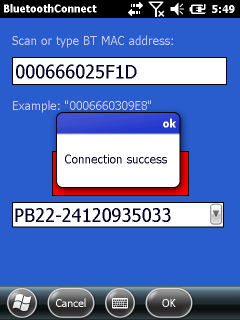 BluetoothConnect 5:49
Scan or type BT MAC address:
000666025F1D
Example: "0006660309E8"
ok
Connection success
PB22-24120935033
Cancel
OK